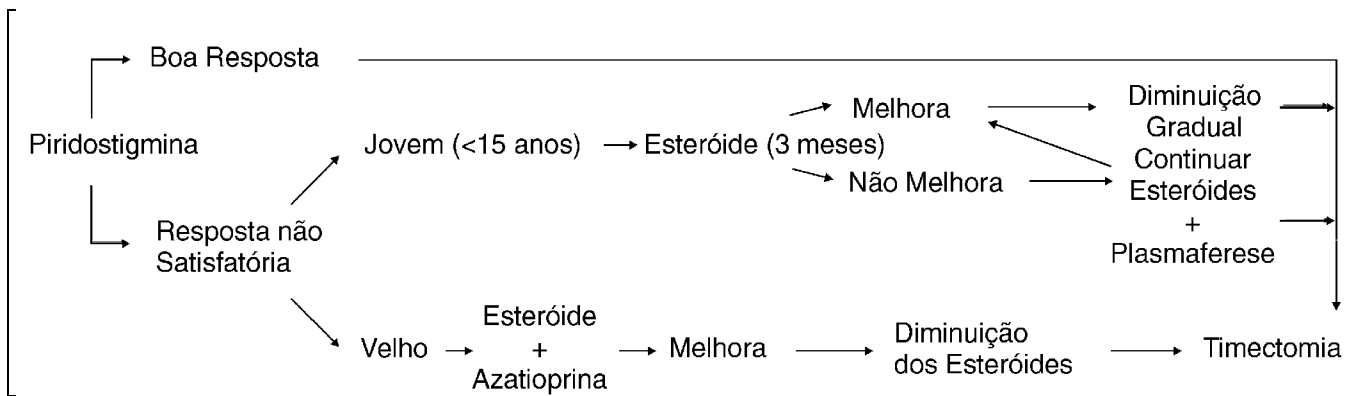 Boa Resposta
Piridostigmina
Resposta não
Satisfatória
Jovem (<15 anos)
Esteróide (3 meses)
Melhora
Não Melhora
Diminuição
Gradual
Continuar
Esteróides
+
Plasmaferese
Velho
Esteróide
+
Azatioprina
Melhora
Diminuição
dos Esteróides
Timectomia